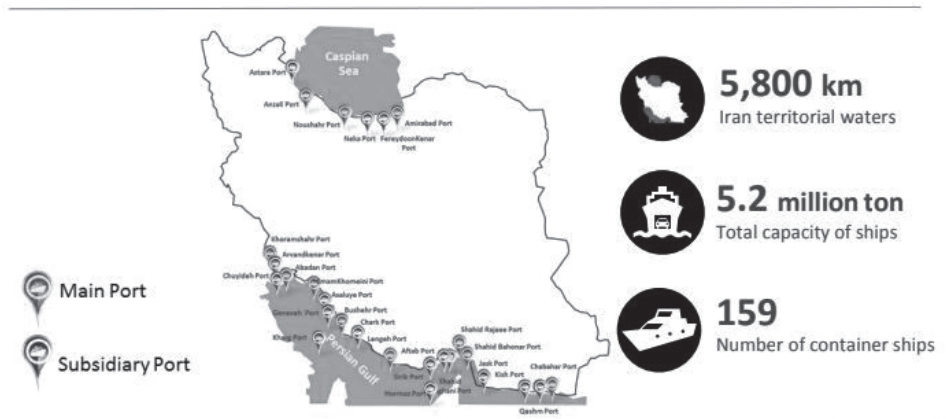 Caspian
Sea
Astara Port
Anzali Port
Noushahr Port
Neka Port
FereydoonKenar
Port
Amirabad Port
Khoramshahr Port
Arvandkenar Port
Abadan Port
Chuyibdah Port
ImamKhomeini Port
Assaluye Port
Genaveh Port
Bushehr Port
Khark Port
Chark Port
Lengah Port
Persian Gulf
Aftab Port
Sirik Port
Hormoz Port
Shahid
Shahid Rajaee Port
Shahid Bahonar Port
Jask Port
Kish Port
Chabahar Port
Qashm Port
Main Port
Subsidiary Port
5,800 km
Iran territorial waters
5.2 million ton
Total capacity of ships
159
Number of container ships